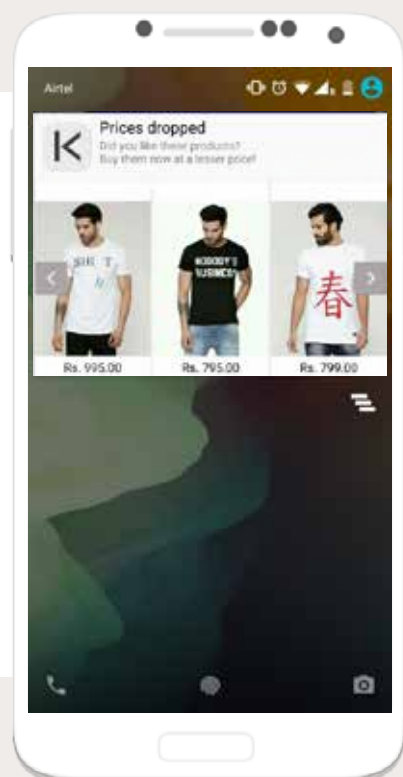 Airtel
K
Prices dropped
Did you like these products?
Buy them now at a lesser price!
NOBODY'S
BUSINESS
春
Rs. 995.00
Rs. 795.00
Rs. 799.00